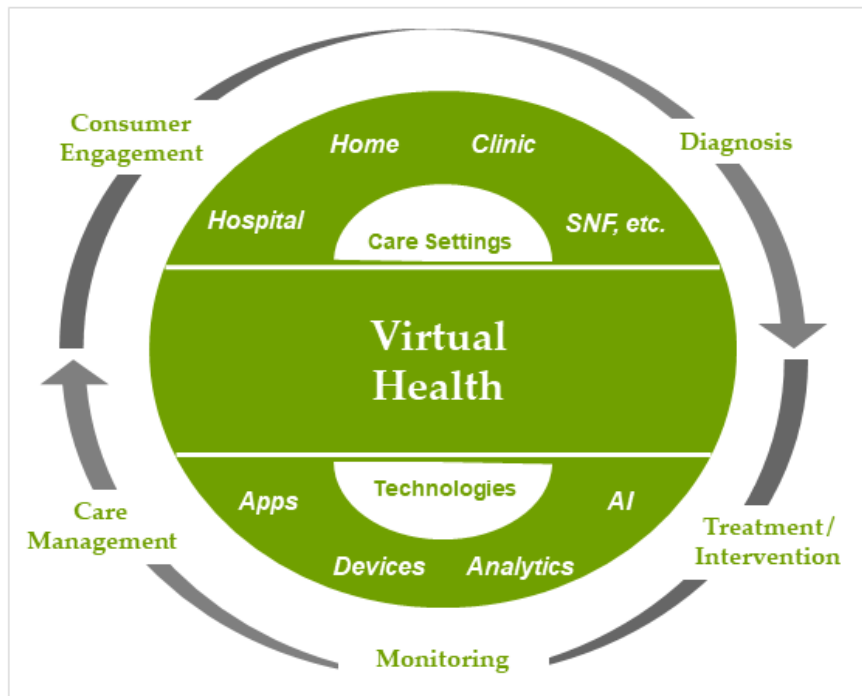 Consumer
Engagement
Diagnosis
Home
Clinic
Hospital
SNF, etc.
Care Settings
Virtual
Health
Technologies
Apps
AI
Devices
Analytics
Care
Management
Treatment/
Intervention
Monitoring